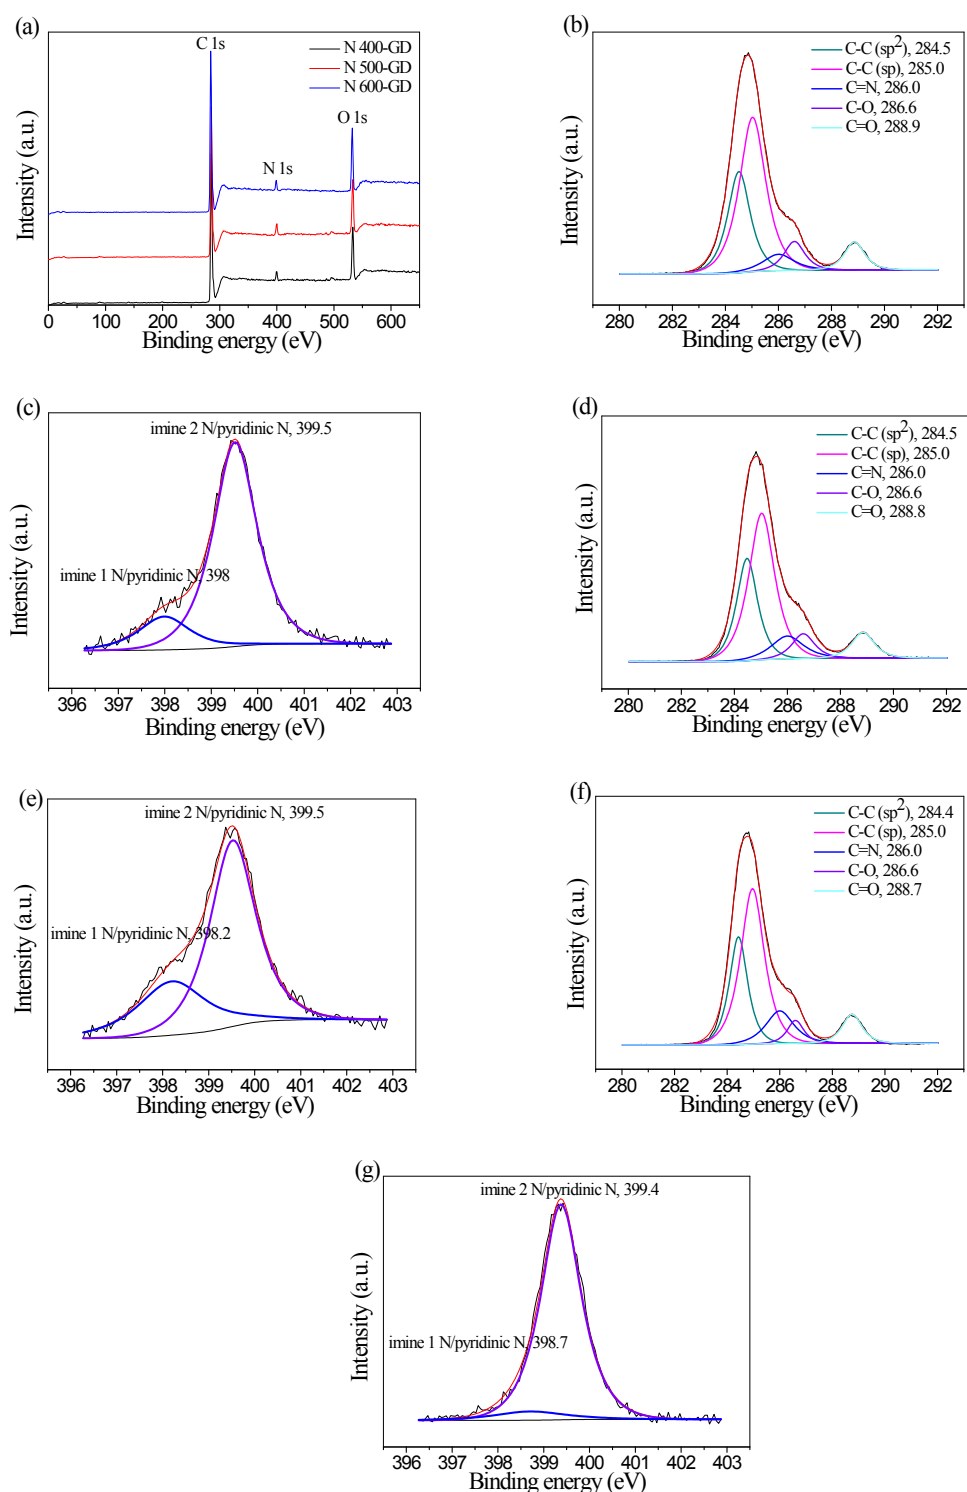 (a)
C 1s
N 400-GD
N 500-GD
N 600-GD
O 1s
N 1s
Intensity (a.u.)
0 100 200 300 400 500 600
Binding energy (eV)
(b)
C-C (sp2), 284.5
C-C (sp), 285.0
C=N, 286.0
C-O, 286.6
C=O, 288.9
Intensity (a.u.)
280 282 284 286 288 290 292
Binding energy (eV)
(c)
imine 2 N/pyridinic N, 399.5
imine 1 N/pyridinic N, 398
Intensity (a.u.)
396 397 398 399 400 401 402 403
Binding energy (eV)
(d)
C-C (sp2), 284.5
C-C (sp), 285.0
C=N, 286.0
C-O, 286.6
C=O, 288.8
Intensity (a.u.)
280 282 284 286 288 290 292
Binding energy (eV)
(e)
imine 2 N/pyridinic N, 399.5
imine 1 N/pyridinic N, 398.2
Intensity (a.u.)
396 397 398 399 400 401 402 403
Binding energy (eV)
(f)
C-C (sp2), 284.4
C-C (sp), 285.0
C=N, 286.0
C-O, 286.6
C=O, 288.7
Intensity (a.u.)
280 282 284 286 288 290 292
Binding energy (eV)
(g)
imine 2 N/pyridinic N, 399.4
imine 1 N/pyridinic N, 398.7
Intensity (a.u.)
396 397 398 399 400 401 402 403
Binding energy (eV)